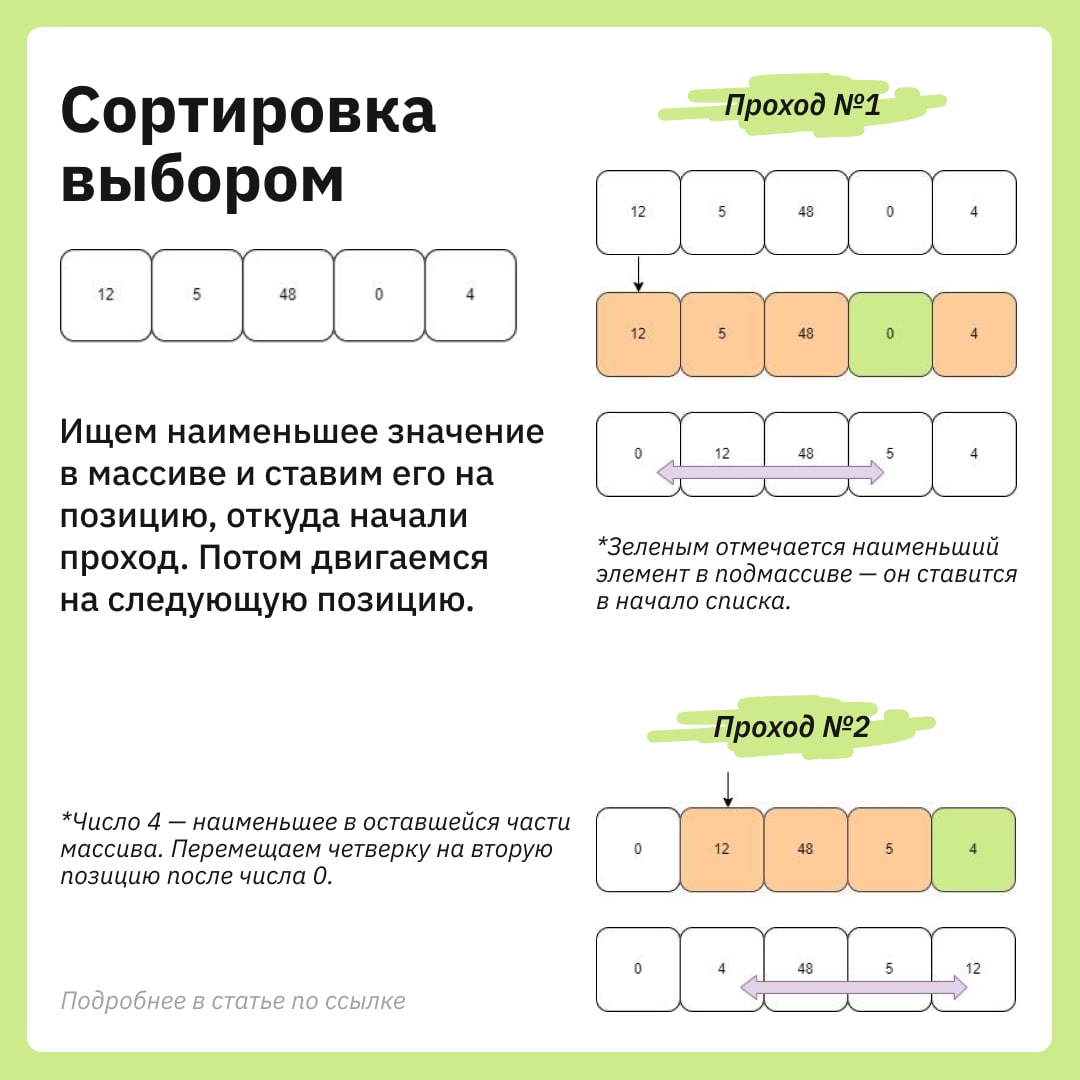 Сортировка
выбором
12 5 48 0 4
Ищем наименьшее значение
в массиве и ставим его на
позицию, откуда начали
проход. Потом двигаемся
на следующую позицию.
Проход №1
12 5 48 0 4
12 5 48 0 4
0 12 48 5 4
*Зеленым отмечается наименьший
элемент в подмассиве — он ставится
в начало списка.
*Число 4 — наименьшее в оставшейся части
массива. Перемещаем четверку на вторую
позицию после числа 0.
Проход №2
0 12 48 5 4
0 4 48 5 12
Подробнее в статье по ссылке